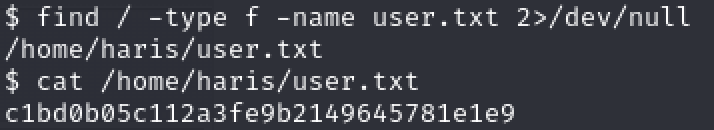 $ find / -type f -name user.txt 2>/dev/null
/home/haris/user.txt
$ cat /home/haris/user.txt
c1bd0b05c112a3fe9b2149645781e1e9